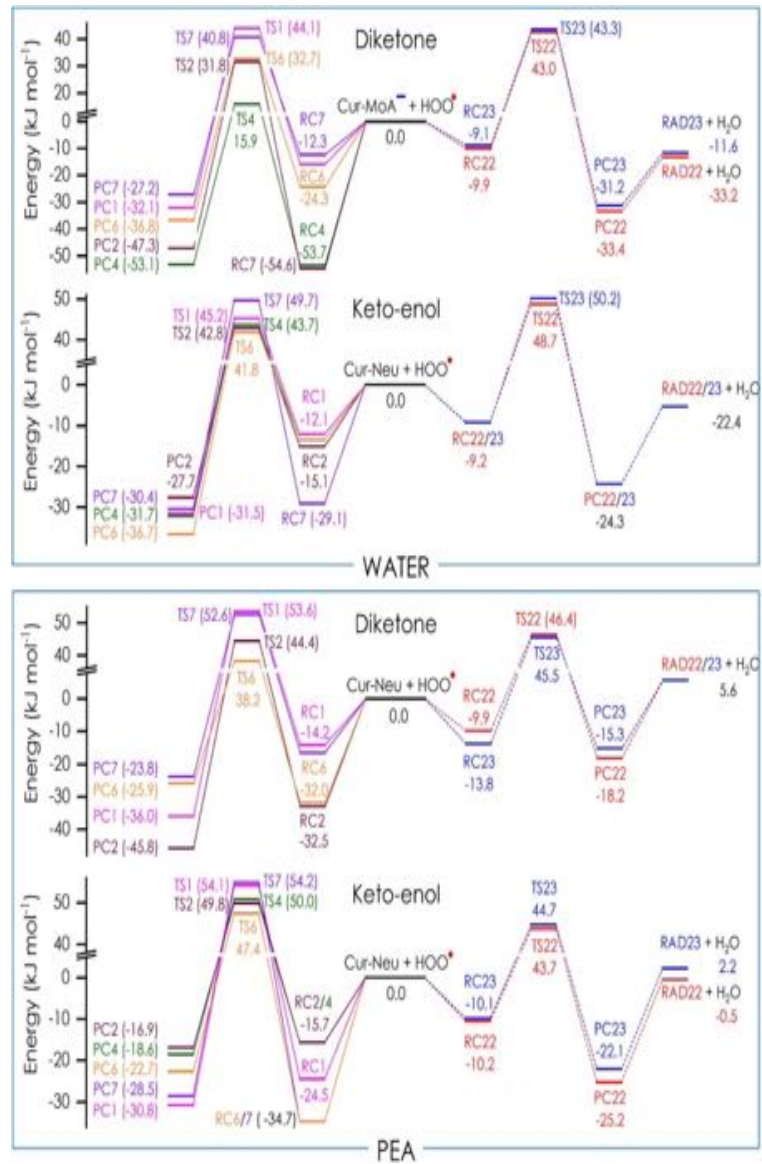 Energy (kJ mol⁻¹)
40
30
20
10
0
-10
-20
-30
-40
-50
Diketone
TS1 (44.1)
TS7 (40.8)
TS6 (32.7)
TS2 (31.8)
TS4
15.9
RC7
-12.3
RC6
-24.3
RC4
-53.7
RC7 (-54.6)
PC7 (-27.2)
PC1 (-32.1)
PC6 (-36.8)
PC2 (-47.3)
PC4 (-53.1)
Cur-MoA⁻ + HOO•
0.0
RC23
-9.1
RC22
-9.9
TS23 (43.3)
TS22
43.0
PC23
-31.2
PC22
-33.4
RAD23 + H₂O
-11.6
RAD22 + H₂O
-33.2
Energy (kJ mol⁻¹)
50
40
0
-10
-20
-30
Keto-enol
TS7 (49.7)
TS1 (45.2)
TS4 (43.7)
TS2 (42.8)
TS6
41.8
RC1
-12.1
RC2
-15.1
RC7 (-29.1)
PC2
-27.7
PC7 (-30.4)
PC4 (-31.7)
PC1 (-31.5)
PC6 (-36.7)
Cur-Neu + HOO•
0.0
RC22/23
-9.2
TS23 (50.2)
TS22
48.7
PC22/23
-24.3
RAD22/23 + H₂O
-22.4
WATER
Energy (kJ mol⁻¹)
50
40
0
-10
-20
-30
-40
Diketone
TS7 (52.6)
TS1 (53.6)
TS2 (44.4)
TS6
38.2
RC1
-14.2
RC6
-32.0
RC2
-32.5
PC7 (-23.8)
PC6 (-25.9)
PC1 (-36.0)
PC2 (-45.8)
Cur-Neu + HOO•
0.0
RC22
-9.9
RC23
-13.8
TS22 (46.4)
TS23
45.5
PC23
-15.3
PC22
-18.2
RAD22/23 + H₂O
5.6
Energy (kJ mol⁻¹)
50
40
0
-10
-20
-30
Keto-enol
TS1 (54.1)
TS7 (54.2)
TS2 (49.8)
TS4 (50.0)
TS6
47.4
RC2/4
-15.7
RC1
-24.5
RC6/7 (-34.7)
PC2 (-16.9)
PC4 (-18.6)
PC6 (-22.7)
PC7 (-28.5)
PC1 (-30.8)
Cur-Neu + HOO•
0.0
RC23
-10.1
RC22
-10.2
TS23
44.7
TS22
43.7
PC23
-22.1
PC22
-25.2
RAD23 + H₂O
2.2
RAD22 + H₂O
-0.5
PEA